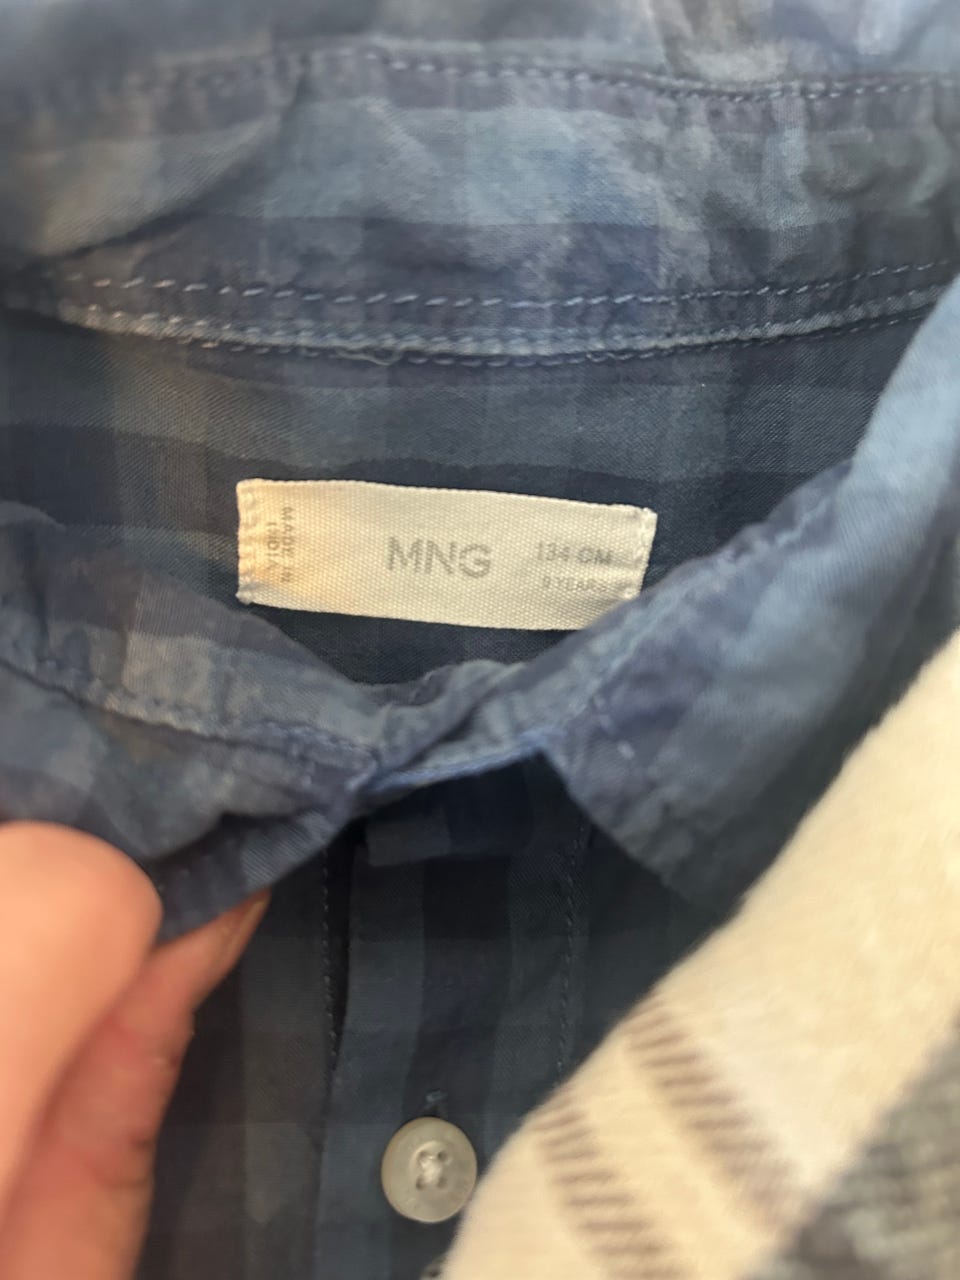 MADE IN
INDIA
MNG
134 CM
9 YEARS